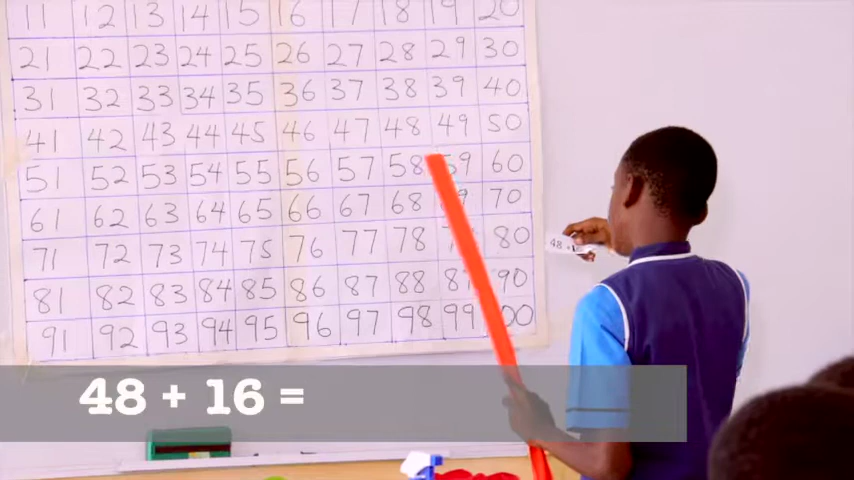 11 12 13 14 15 16 17 18 19 20
21 22 23 24 25 26 27 28 29 30
31 32 33 34 35 36 37 38 39 40
41 42 43 44 45 46 47 48 49 50
51 52 53 54 55 56 57 58 59 60
61 62 63 64 65 66 67 68 70
71 72 73 74 75 76 77 78 80
81 82 83 84 85 86 87 88 90
91 92 93 94 95 96 97 98 99
48 +
48 + 16 =